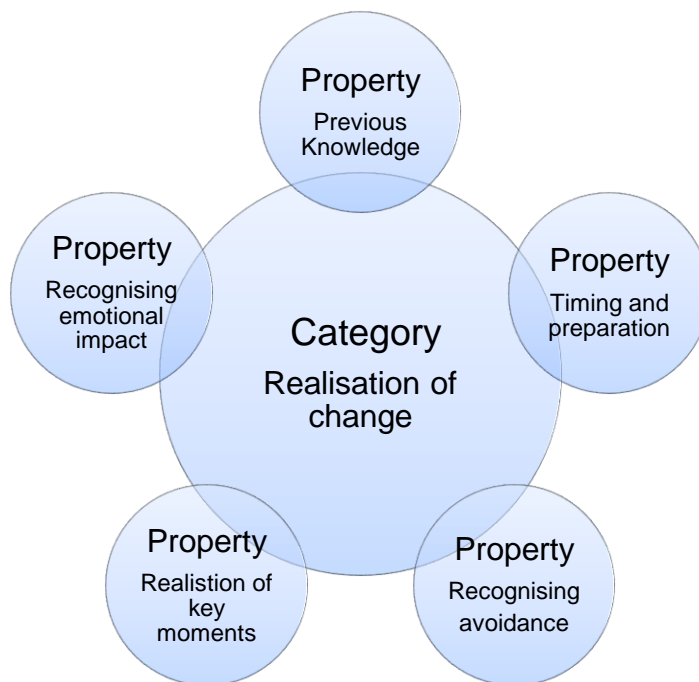 Property
Previous
Knowledge
Property
Recognising
emotional
impact
Property
Timing and
preparation
Category
Realisation of
change
Property
Realistion of
key
moments
Property
Recognising
avoidance